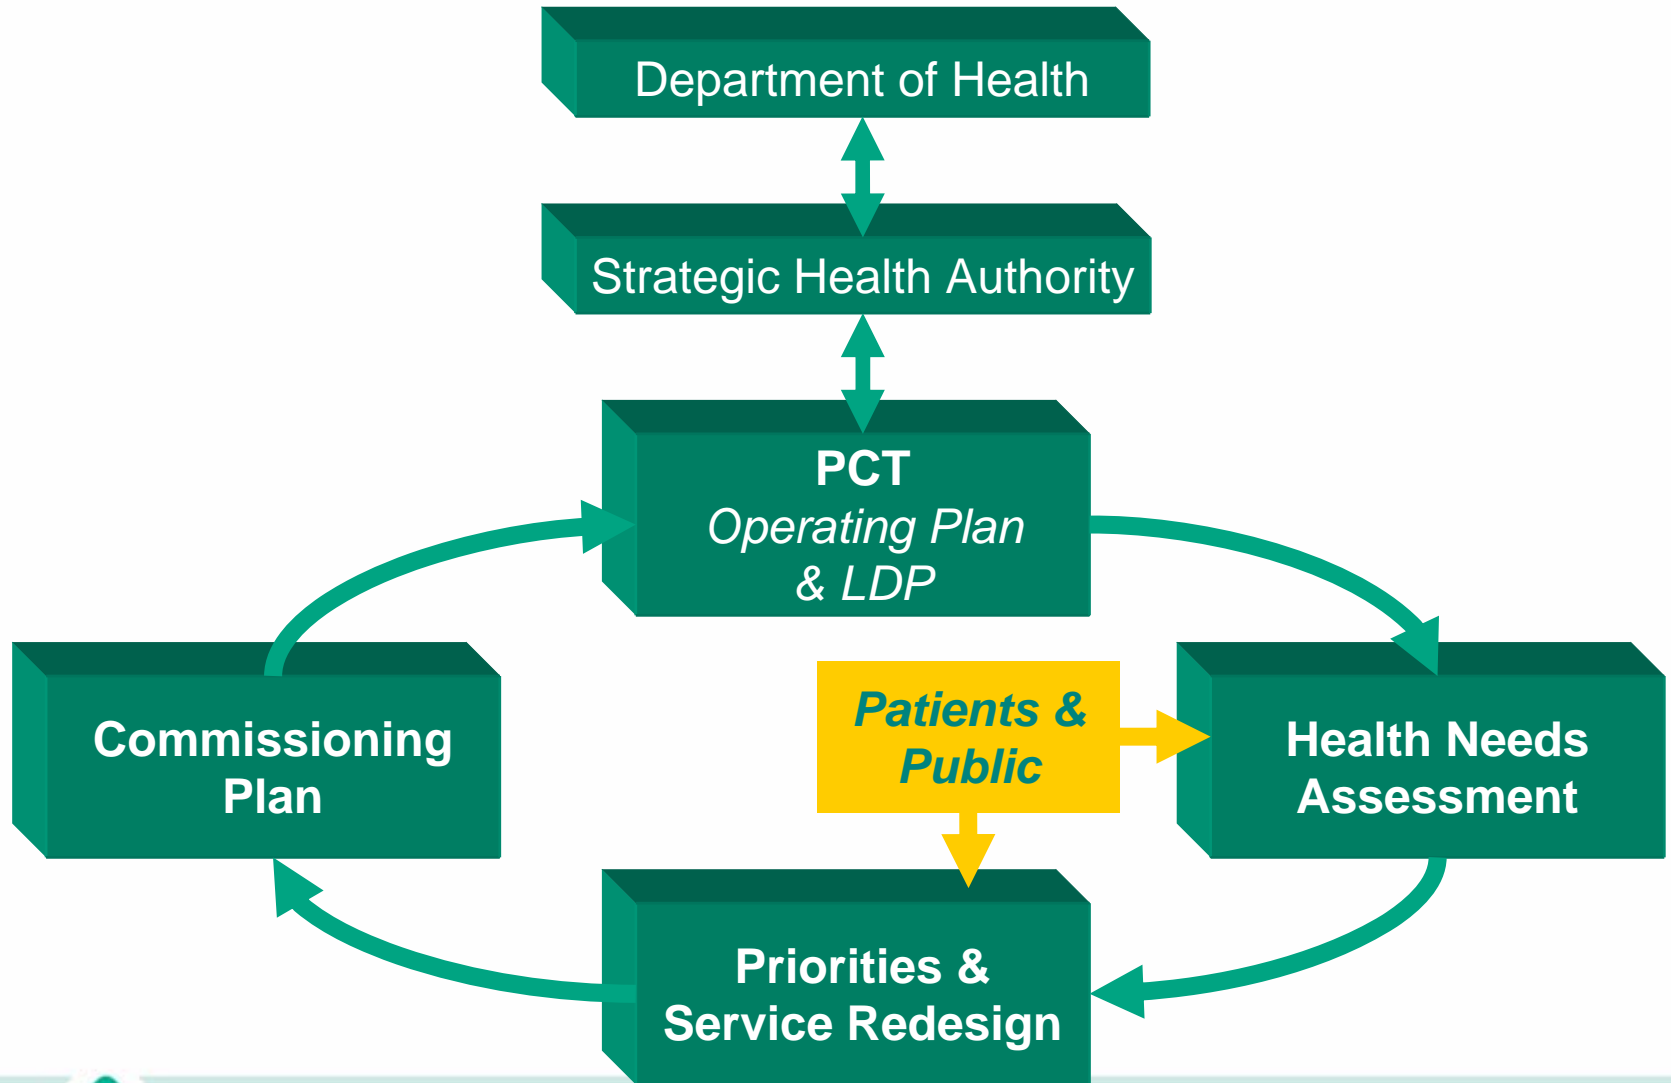 Department of Health
Strategic Health Authority
PCT
Operating Plan
& LDP
Patients &
Public
Commissioning
Plan
Health Needs
Assessment
Priorities &
Service Redesign